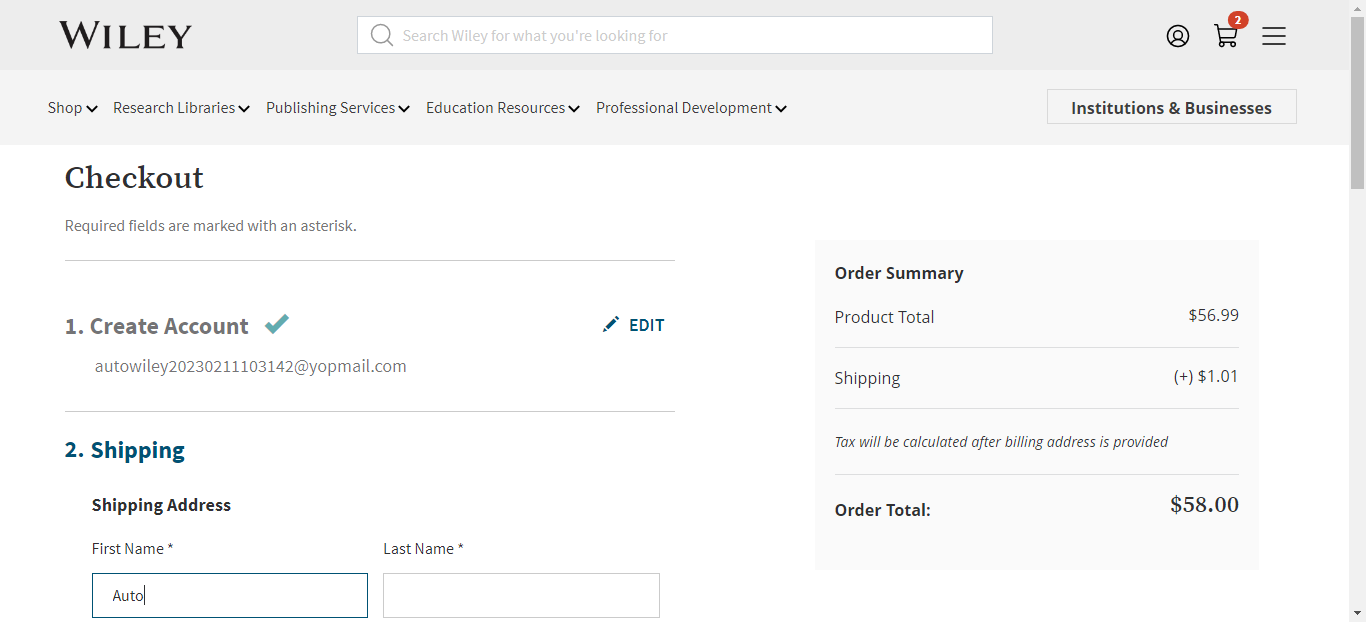 WILEY
Search Wiley for what you're looking for
2
Shop Research Libraries Publishing Services Education Resources Professional Development
Institutions & Businesses
Checkout
Required fields are marked with an asterisk.
1. Create Account
EDIT
autowiley20230211103142@yopmail.com
2. Shipping
Shipping Address
First Name * Last Name *
Auto
Order Summary
Product Total $56.99
Shipping (+) $1.01
Tax will be calculated after billing address is provided
Order Total: $58.00